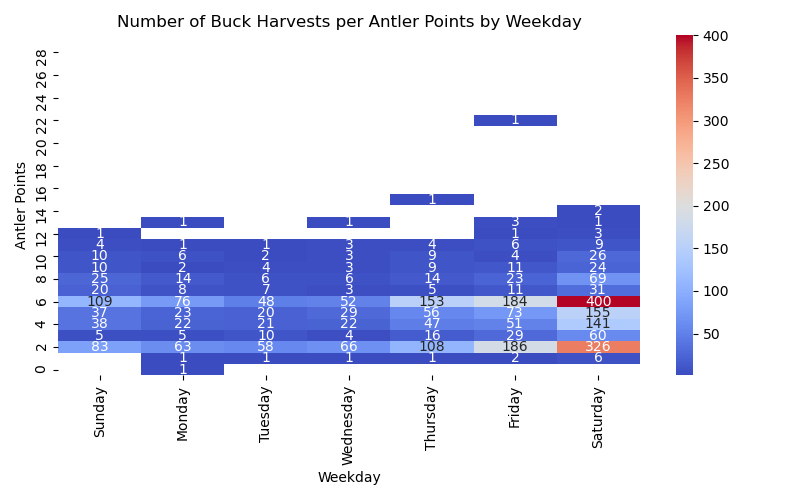 Number of Buck Harvests per Antler Points by Weekday
Antler Points
28
26
24
22 1
20
18
16
1
14 2
1 1 3 1
12 1 1 3
4 1 1 3 4 6 9
10 10 6 2 3 9 4 26
10 2 4 3 9 11 24
8 25 14 6 6 14 23 69
20 8 7 3 5 11 31
6 109 76 48 52 153 184 400
37 23 20 29 56 73 155
4 38 22 21 22 47 51 141
5 5 10 4 16 29 60
2 83 63 58 66 108 186 326
1 1 1 1 2 6
0 1
Sunday Monday Tuesday Wednesday Thursday Friday Saturday
Weekday
400
350
300
250
200
150
100
50